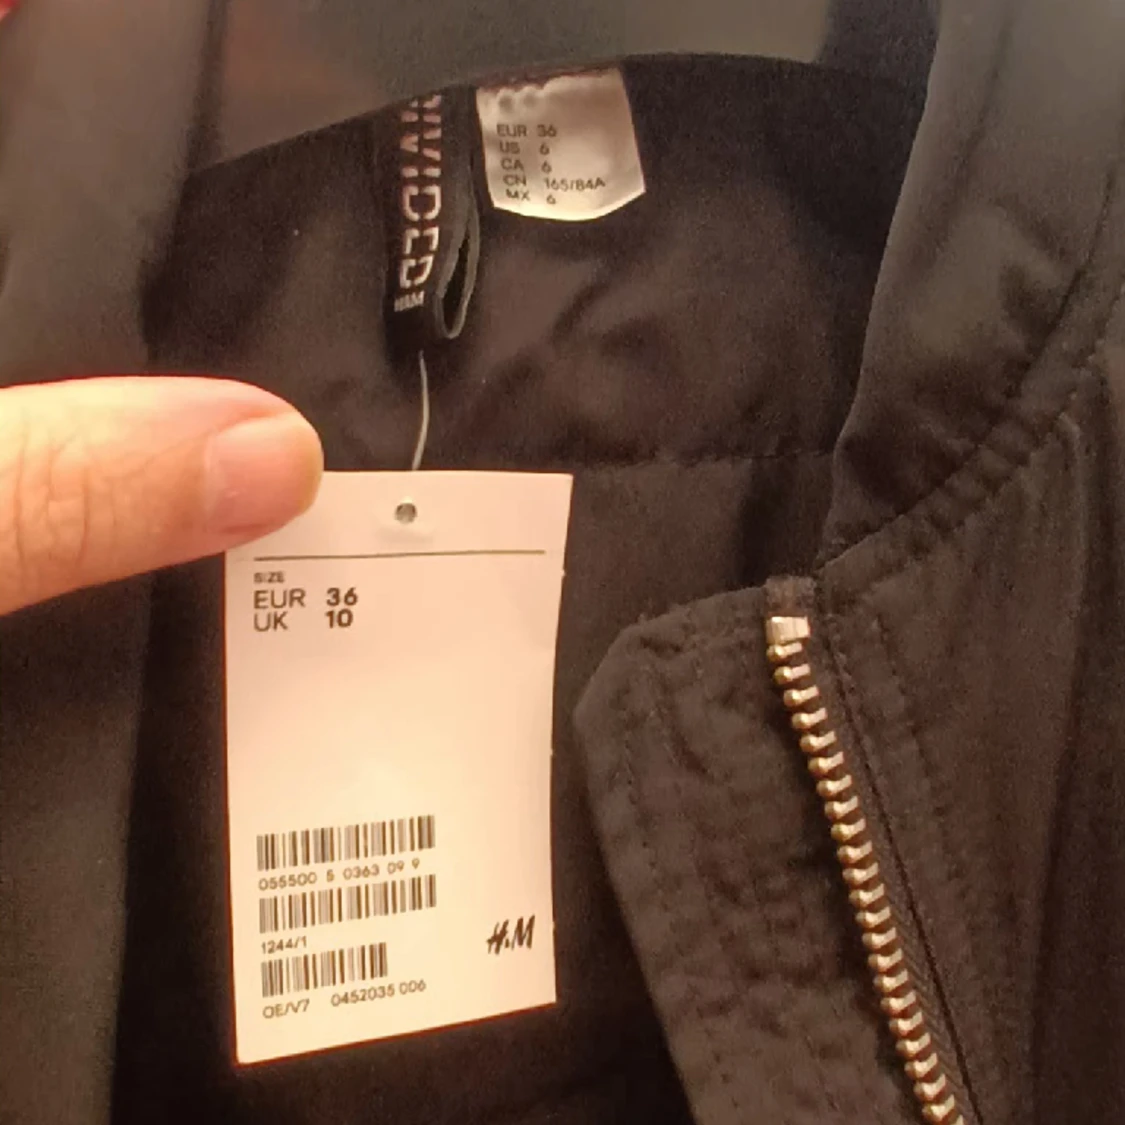 DIVIDED
H&M
EUR 36
US 6
CA 6
CN 165/84A
MX 6
SIZE
EUR 36
UK 10
055500 5 0363 09 9
1244/1
OE/V7 0452035 006
H&M